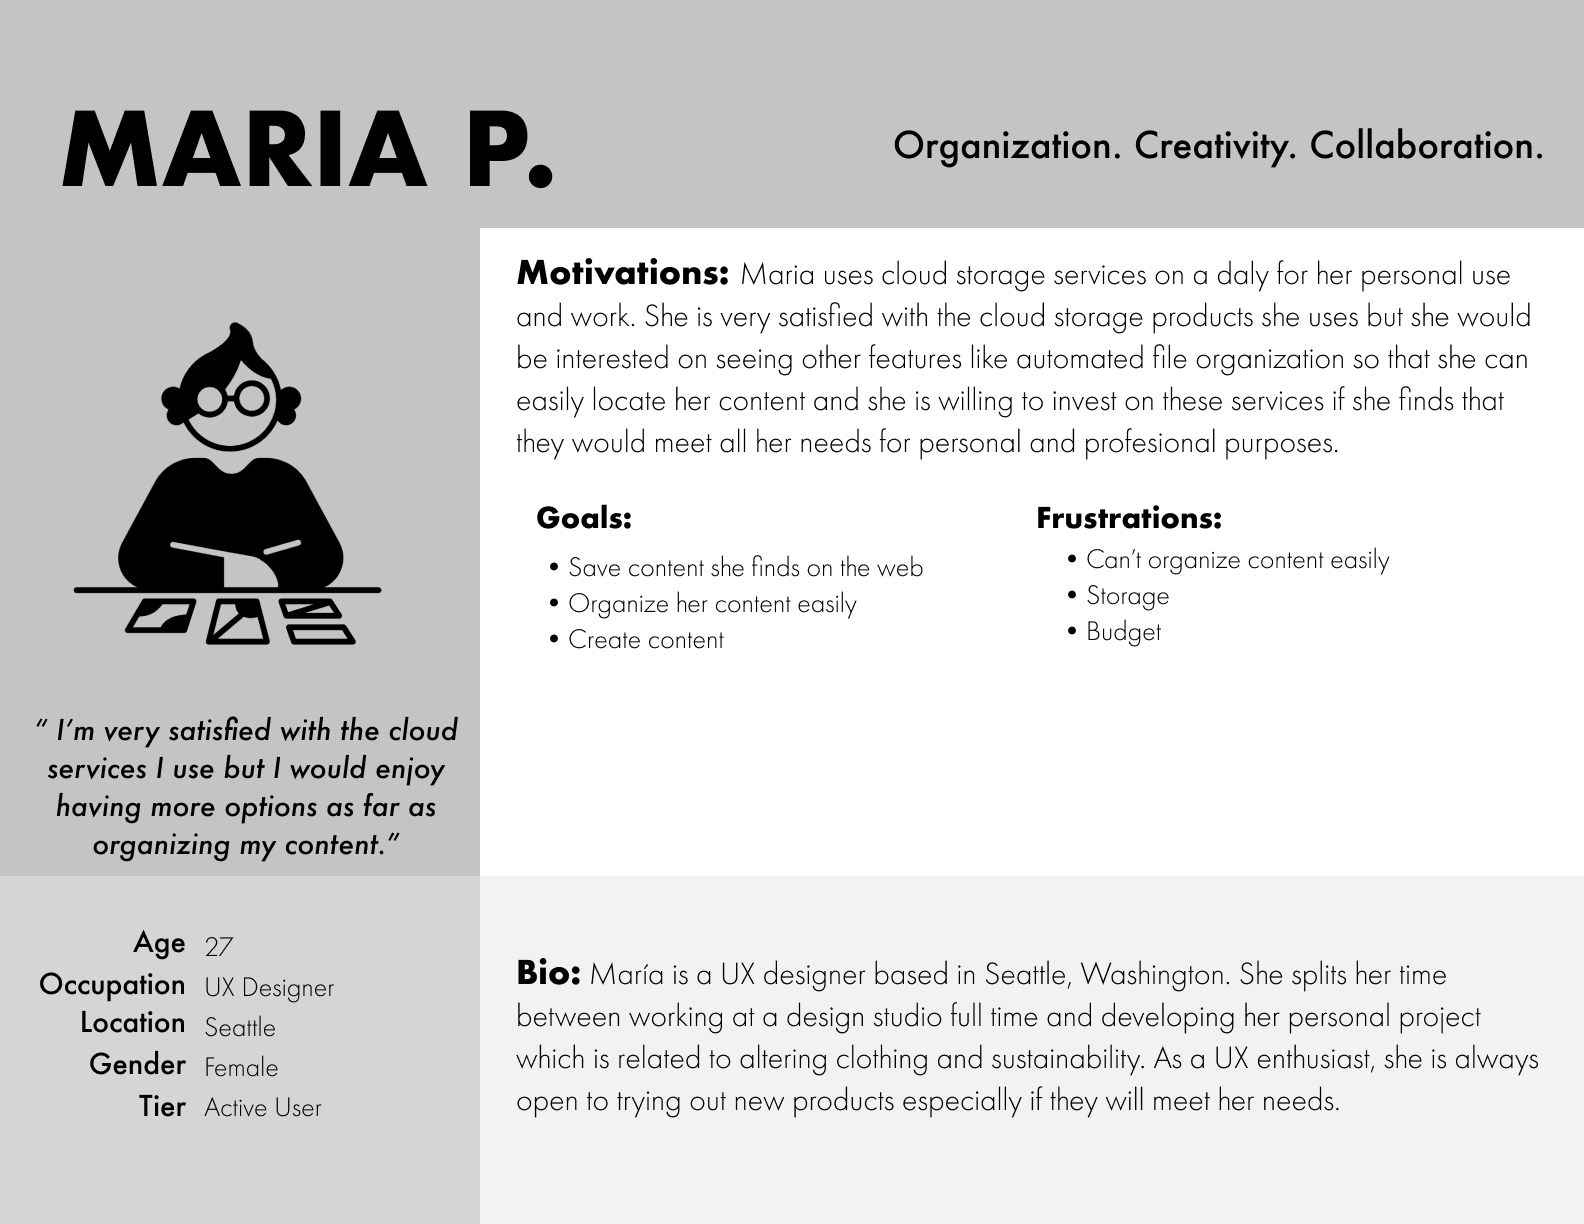 MARIA P.
Organization. Creativity. Collaboration.
Motivations: Maria uses cloud storage services on a daly for her personal use
and work. She is very satisfied with the cloud storage products she uses but she would
be interested on seeing other features like automated file organization so that she can
easily locate her content and she is willing to invest on these services if she finds that
they would meet all her needs for personal and profesional purposes.
Goals:
• Save content she finds on the web
• Organize her content easily
• Create content
Frustrations:
• Can’t organize content easily
• Storage
• Budget
“ I’m very satisfied with the cloud
services I use but I would enjoy
having more options as far as
organizing my content.”
Age 27
Occupation UX Designer
Location Seattle
Gender Female
Tier Active User
Bio: María is a UX designer based in Seattle, Washington. She splits her time
between working at a design studio full time and developing her personal project
which is related to altering clothing and sustainability. As a UX enthusiast, she is always
open to trying out new products especially if they will meet her needs.